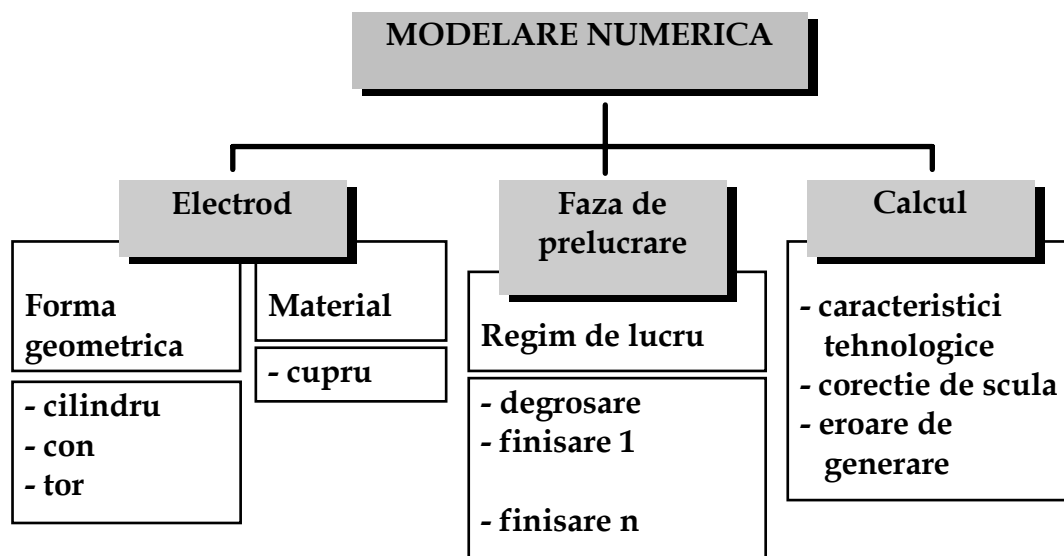 MODELARE NUMERICA
Electrod
Forma
geometrica
- cilindru
- con
- tor
Material
- cupru
Faza de
prelucrare
Regim de lucru
- degrosare
- finisare 1
- finisare n
Calcul
- caracteristici
tehnologice
- corectie de scula
- eroare de
generare